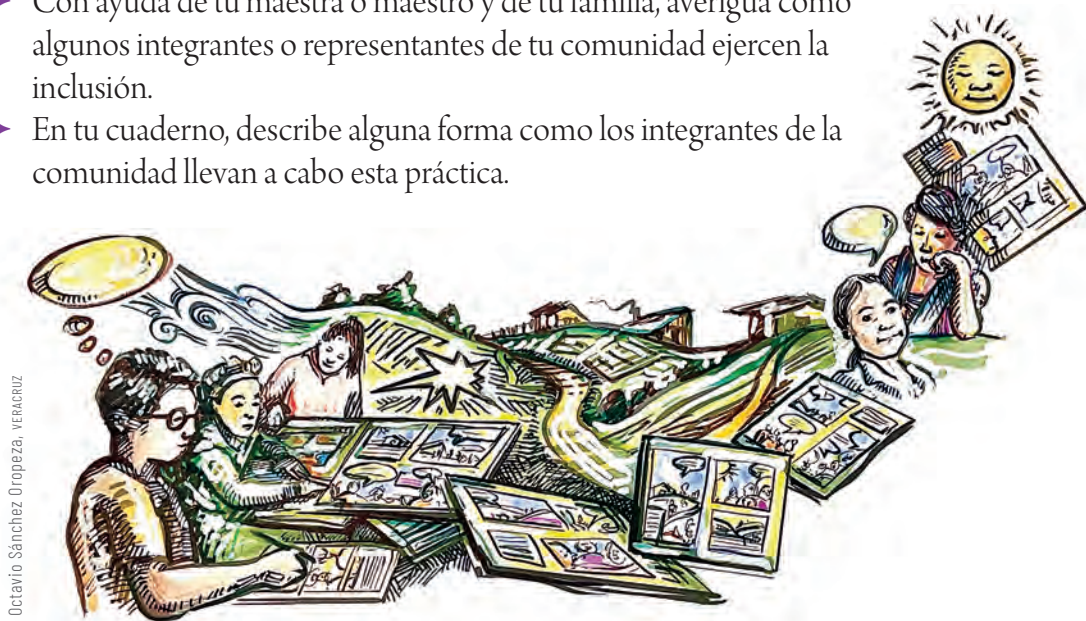 Con ayuda de tu maestra o maestro y de tu familia, averigua cómo
algunos integrantes o representantes de tu comunidad ejercen la
inclusión.
En tu cuaderno, describe alguna forma como los integrantes de la
comunidad llevan a cabo esta práctica.
Octavio Sánchez Oropeza, VERACRUZ